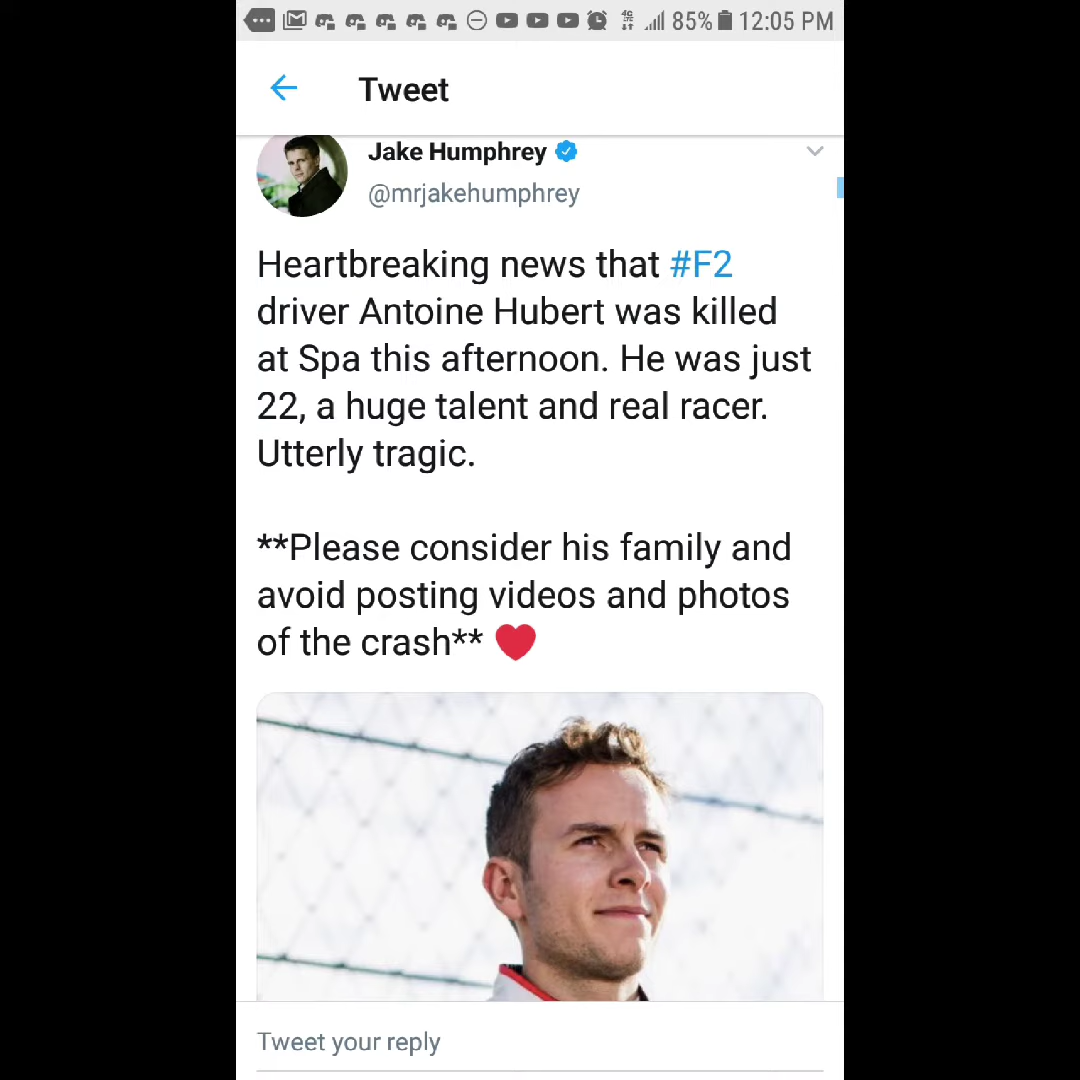 85% 12:05 PM
Tweet
Jake Humphrey
@mrjakehumphrey
Heartbreaking news that #F2
driver Antoine Hubert was killed
at Spa this afternoon. He was just
22, a huge talent and real racer.
Utterly tragic.
**Please consider his family and
avoid posting videos and photos
of the crash** ❤️
Tweet your reply